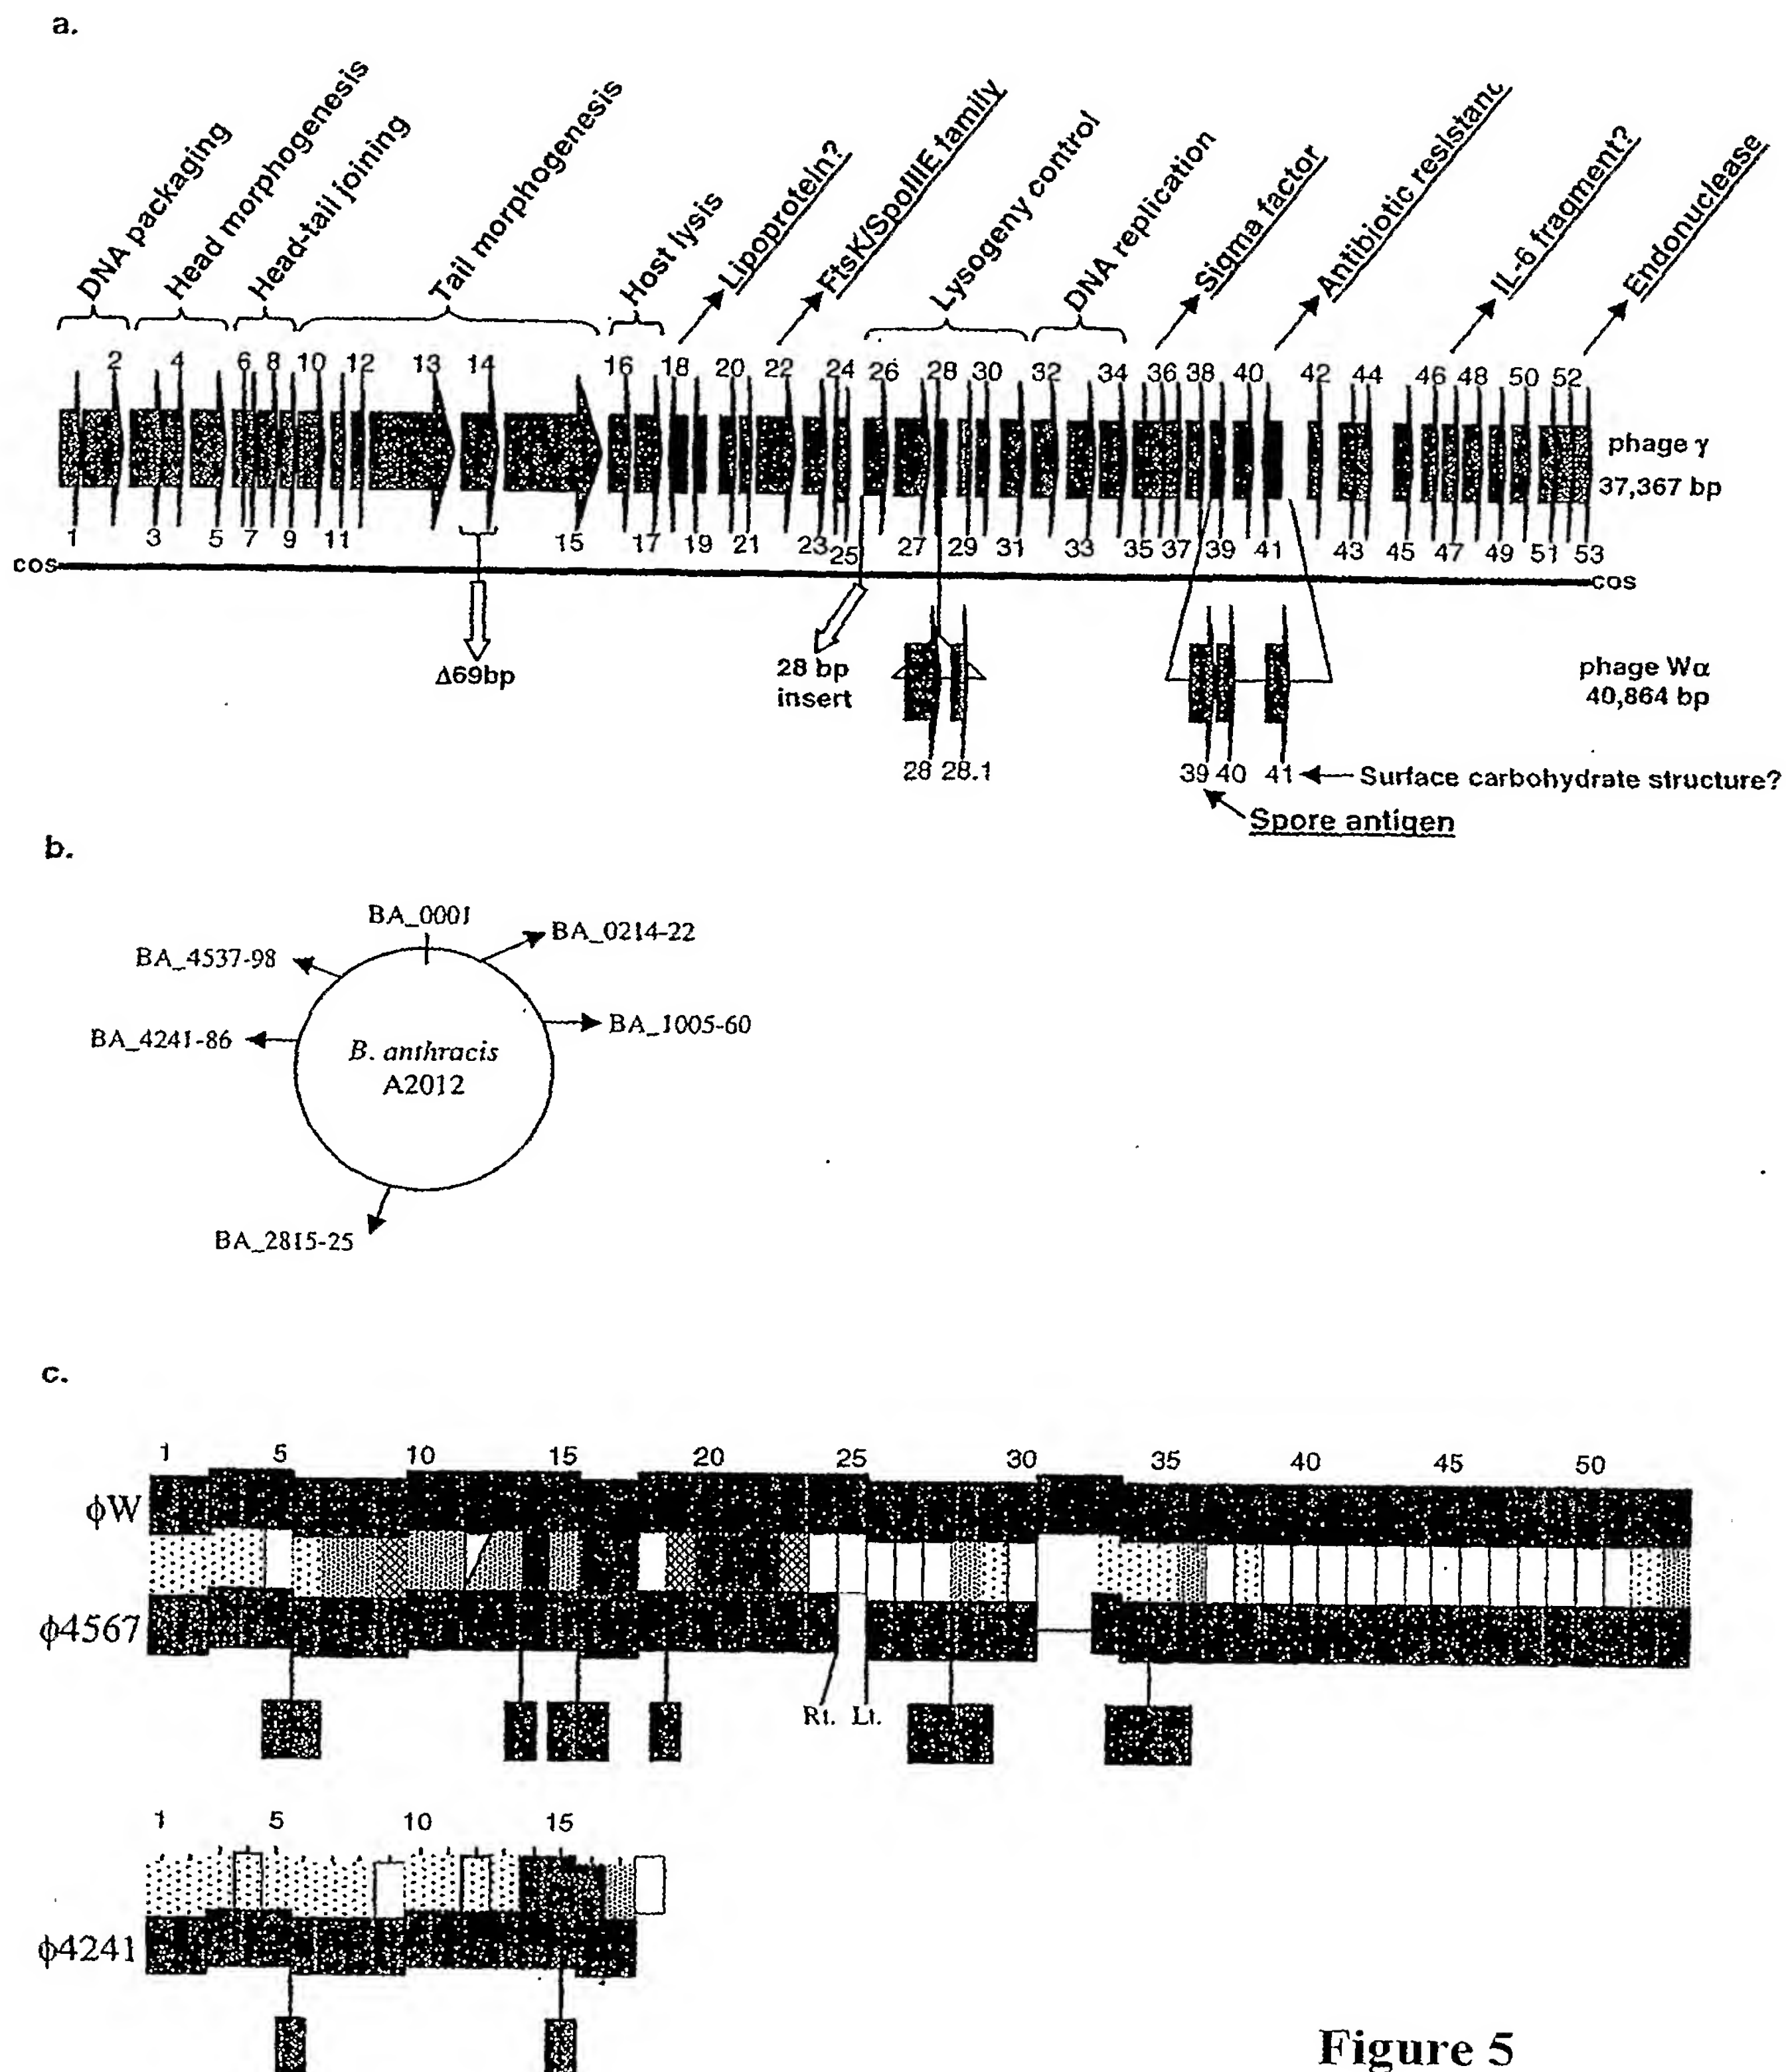 a.
DNA packaging
Head morphogenesis
Head-tail joining
Tail morphogenesis
Host lysis
Lipoprotein?
FtsK/SpoIIIE family
Lysogeny control
DNA replication
Sigma factor
Antibiotic resistanc
IL-6 fragment?
Endonuclease
2 4 6 8 10 12 13 14 16 18 20 22 24 26 28 30 32 34 36 38 40 42 44 46 48 50 52
phage γ
37,367 bp
1 3 5 7 9 11 15 17 19 21 23 25 27 29 31 33 35 37 39 41 43 45 47 49 51 53
cos cos
Δ69bp
28 bp
insert
phage Wα
40,864 bp
28 28.1
39 40 41 Surface carbohydrate structure?
Spore antigen
b.
BA_0001
BA_0214-22
BA_4537-98
BA_1005-60
BA_4241-86
B. anthracis
A2012
BA_2815-25
c.
1 5 10 15 20 25 30 35 40 45 50
ϕW
ϕ4567
Rt. Lt.
1 5 10 15
ϕ4241
Figure 5